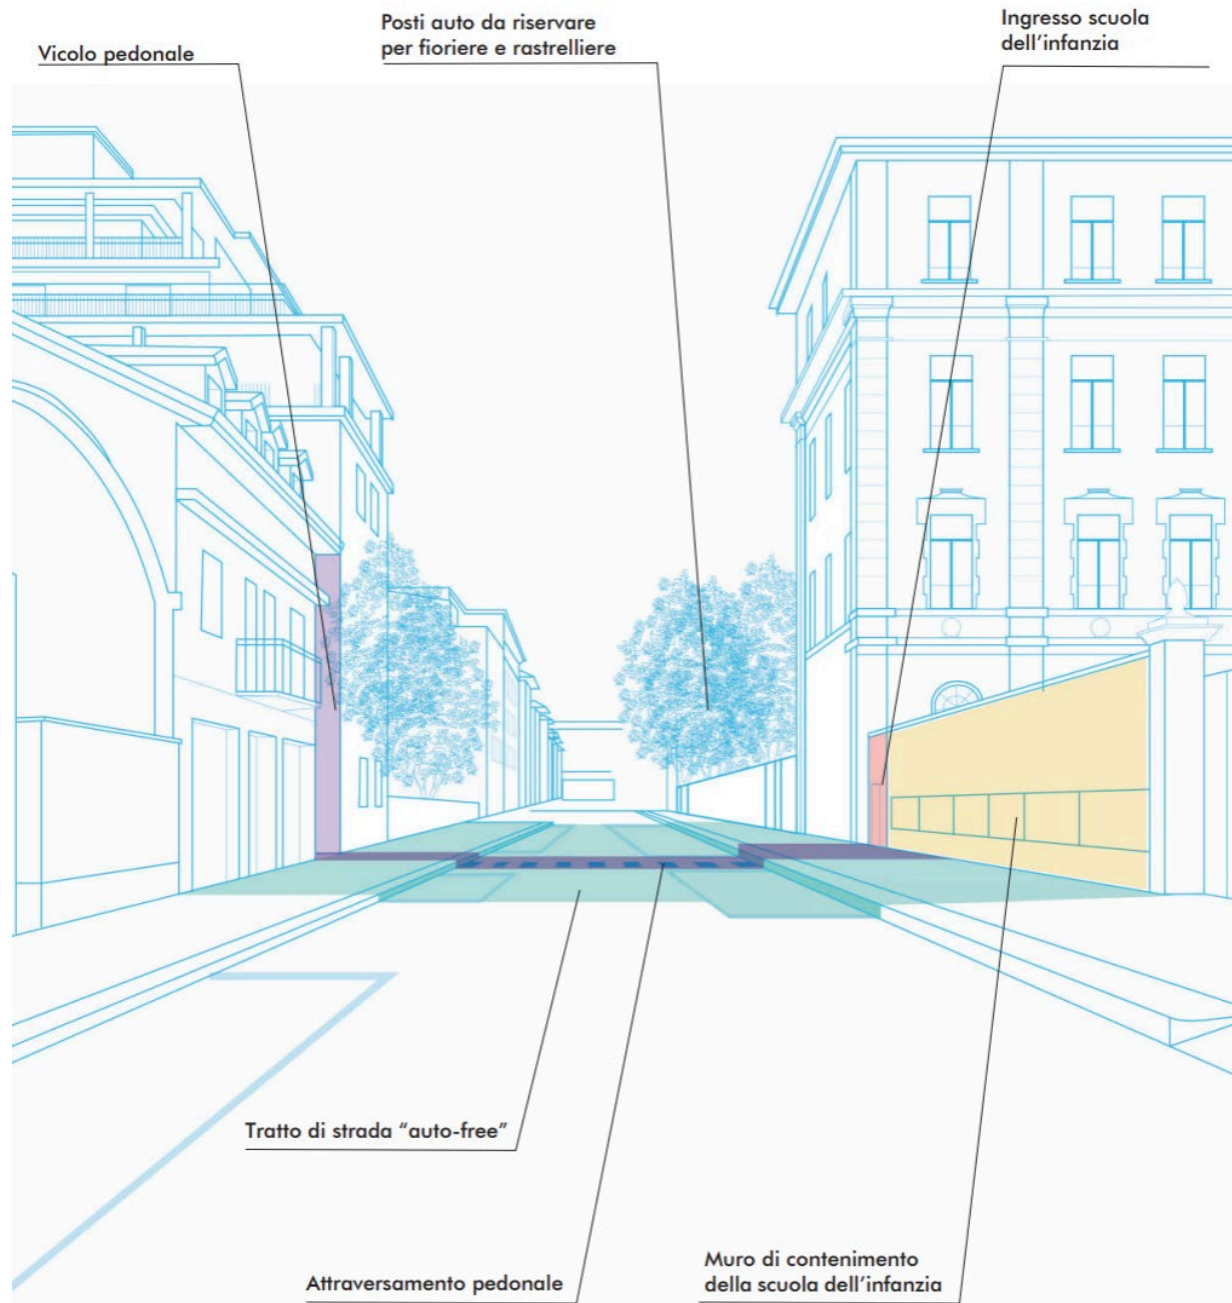 Vicolo pedonale
Posti auto da riservare
per fioriere e rastrelliere
Ingresso scuola
dell’infanzia
Tratto di strada “auto-free”
Attraversamento pedonale
Muro di contenimento
della scuola dell’infanzia